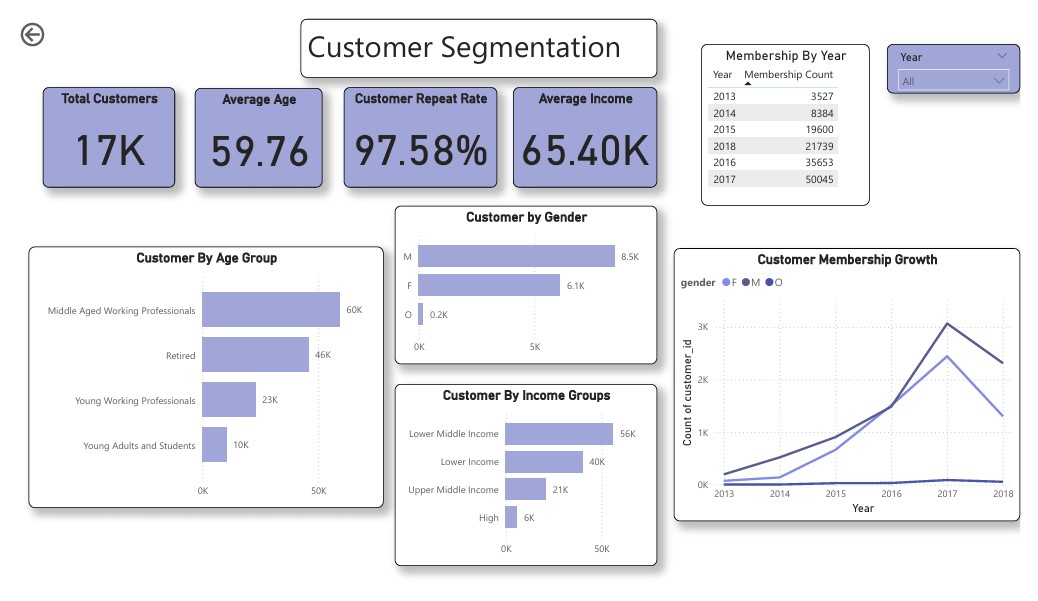 Customer Segmentation
Total Customers
17K
Average Age
59.76
Customer Repeat Rate
97.58%
Average Income
65.40K
Membership By Year
Year Membership Count
2013 3527
2014 8384
2015 19600
2018 21739
2016 35653
2017 50045
Year
All
Customer By Age Group
Middle Aged Working Professionals 60K
Retired 46K
Young Working Professionals 23K
Young Adults and Students 10K
0K 50K
Customer by Gender
M 8.5K
F 6.1K
O 0.2K
0K 5K
Customer By Income Groups
Lower Middle Income 56K
Lower Income 40K
Upper Middle Income 21K
High 6K
0K 50K
Customer Membership Growth
gender F M O
Count of customer_id
3K
2K
1K
0K
2013 2014 2015 2016 2017 2018
Year